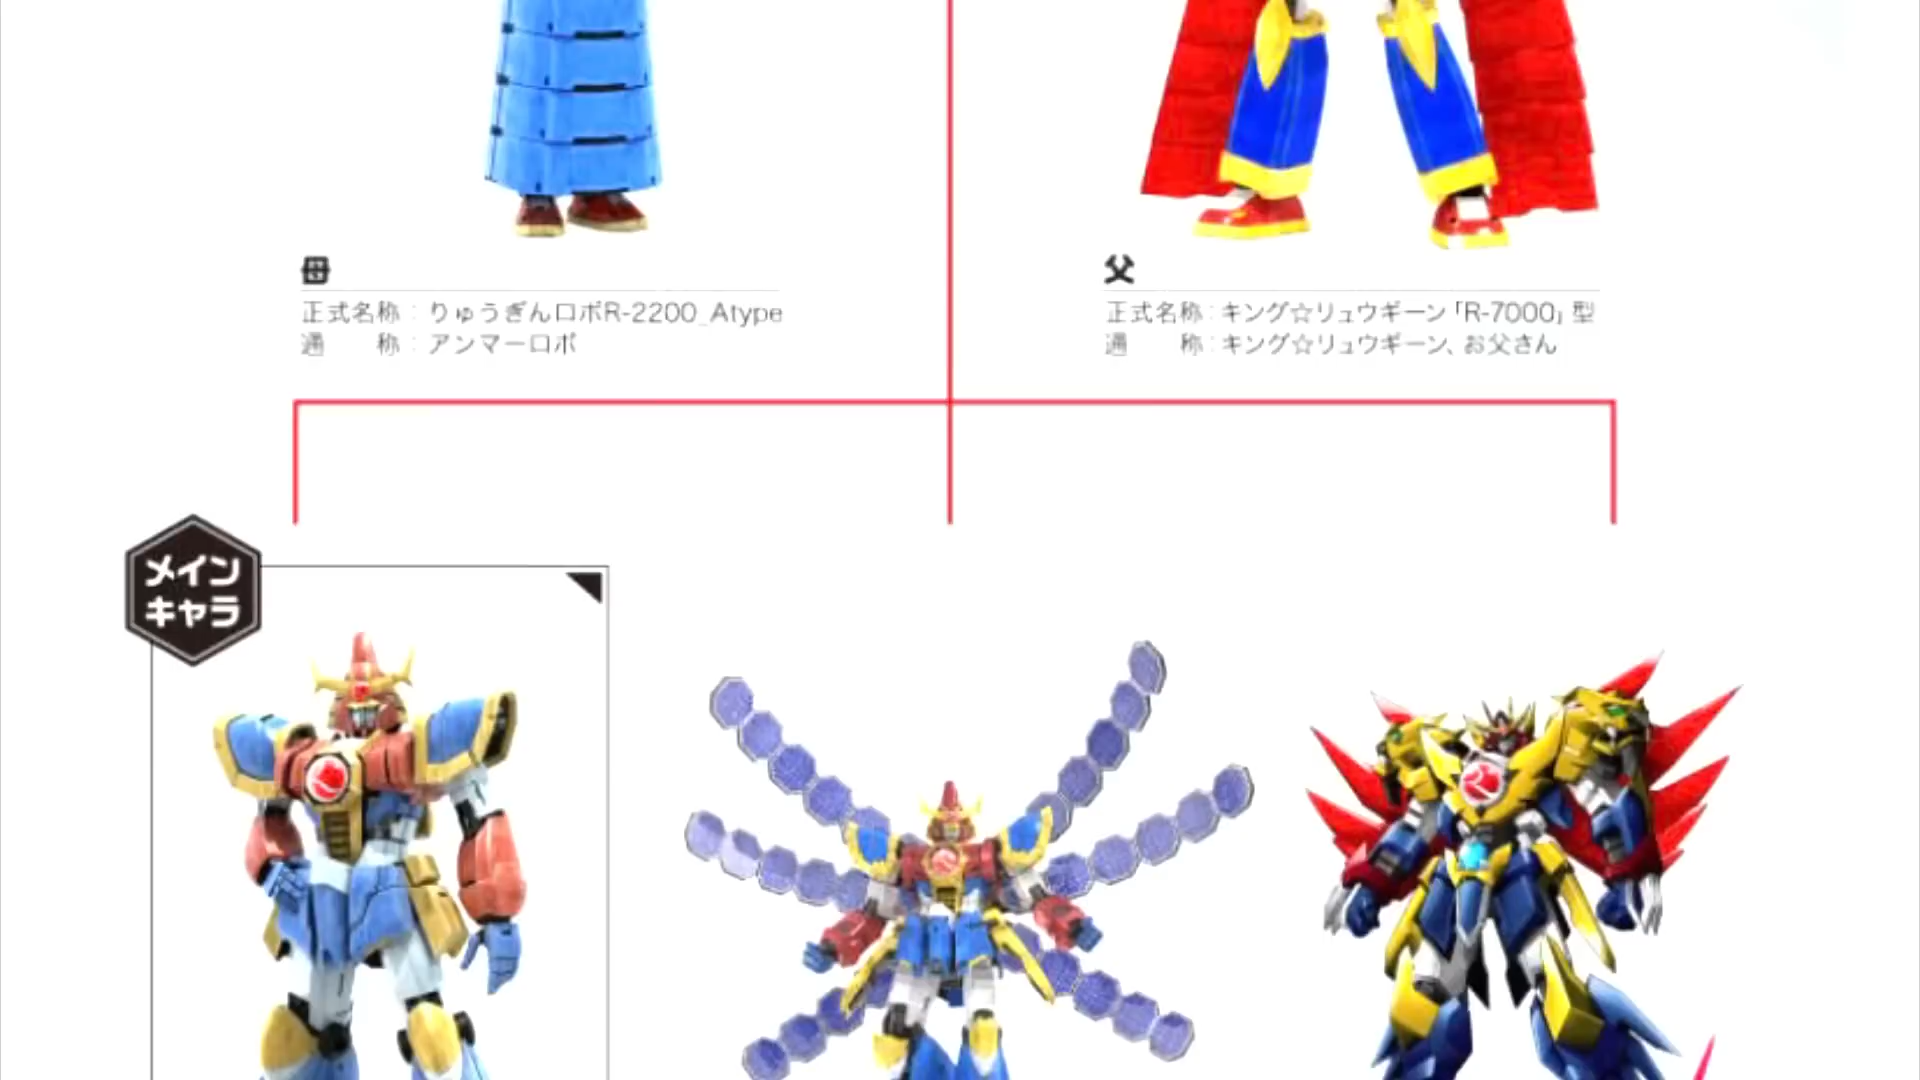 母
正式名称：りゅうぎんロボR-2200_Atype
通　　称：アンマーロボ
父
正式名称：キング☆リュウギーン「R-7000」型
通　　称：キング☆リュウギーン、お父さん
メイン
キャラ